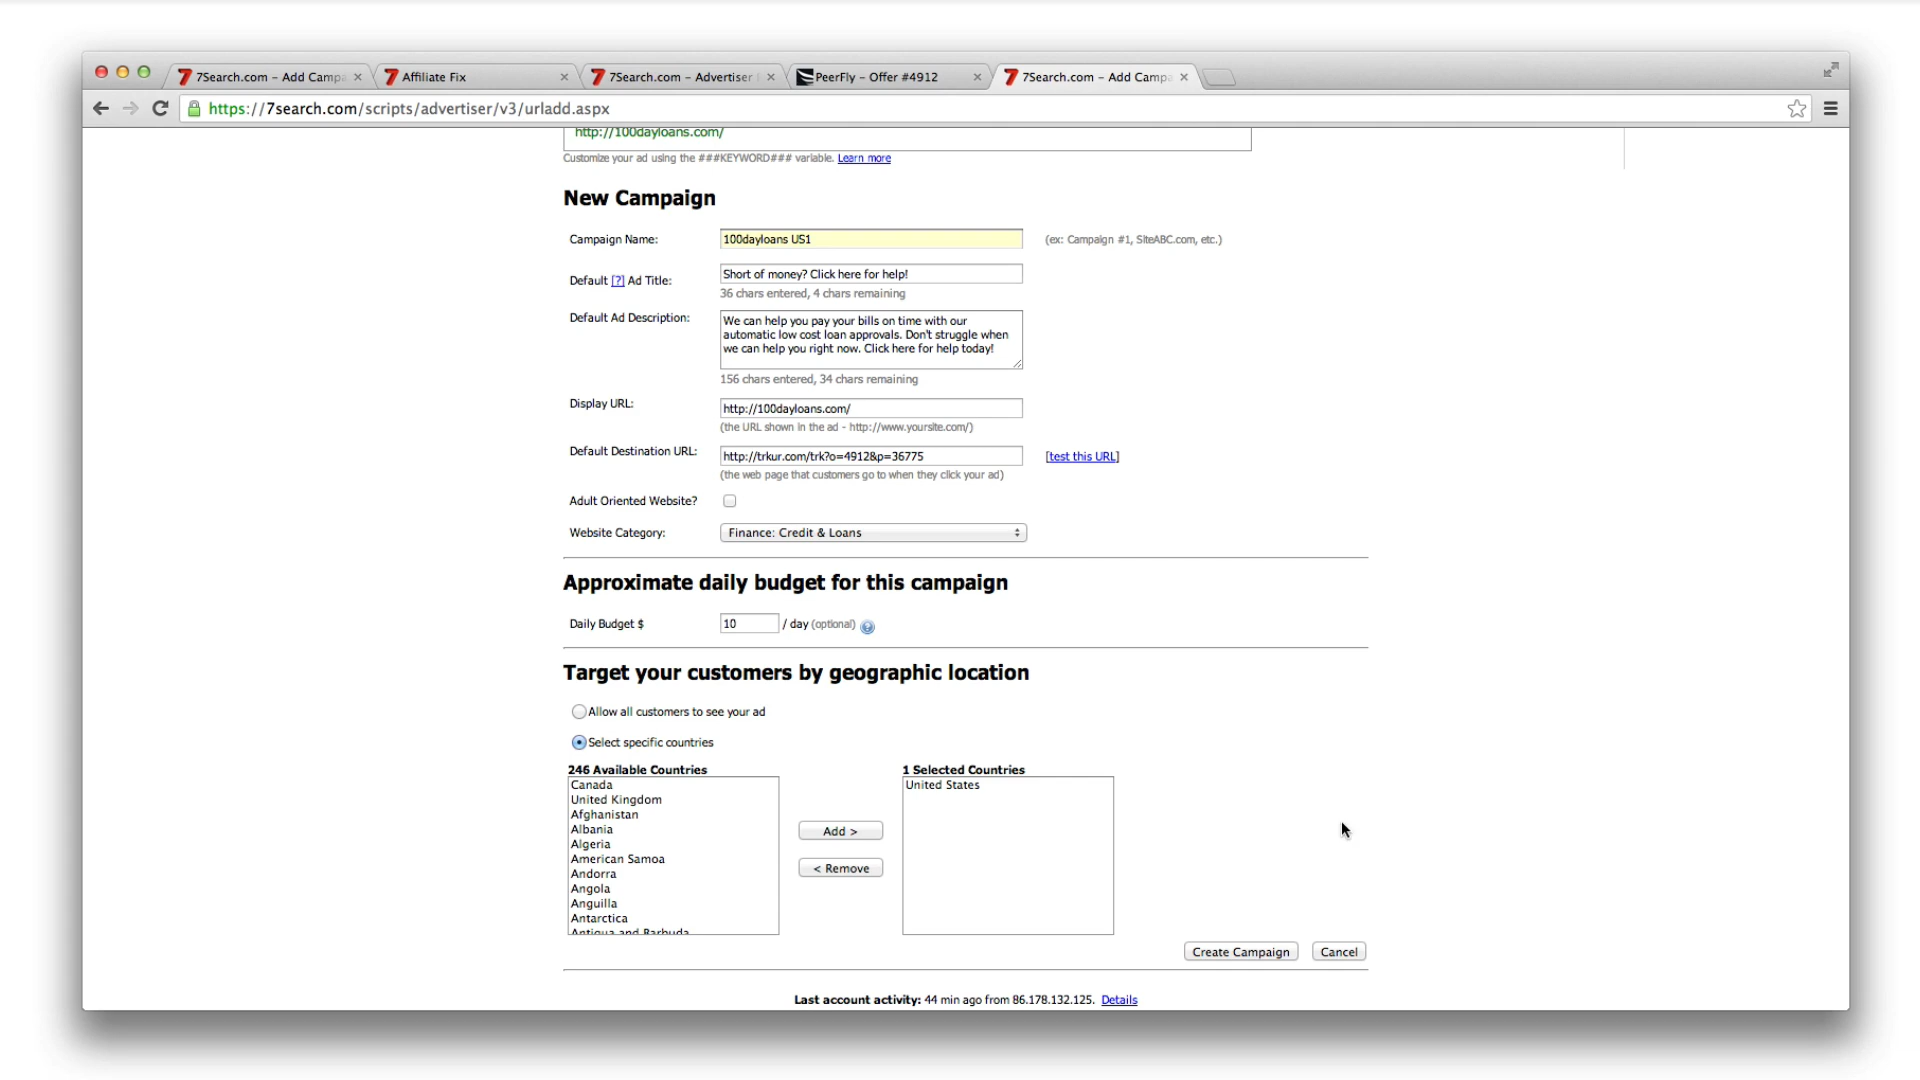 7Search.com – Add Campa
Affiliate Fix
7Search.com – Advertiser
PeerFly – Offer #4912
7Search.com – Add Campa
https://7search.com/scripts/advertiser/v3/urladd.aspx
http://100dayloans.com/
Customize your ad using the ###KEYWORD### variable. Learn more
New Campaign
Campaign Name: 100dayloans US1 (ex: Campaign #1, SiteABC.com, etc.)
Default [?] Ad Title: Short of money? Click here for help!
36 chars entered, 4 chars remaining
Default Ad Description: We can help you pay your bills on time with our
automatic low cost loan approvals. Don't struggle when
we can help you right now. Click here for help today!
156 chars entered, 34 chars remaining
Display URL: http://100dayloans.com/
(the URL shown in the ad - http://www.yoursite.com/)
Default Destination URL: http://trkur.com/trk?o=4912&p=36775 [test this URL]
(the web page that customers go to when they click your ad)
Adult Oriented Website?
Website Category: Finance: Credit & Loans
Approximate daily budget for this campaign
Daily Budget $ 10 / day (optional) ?
Target your customers by geographic location
Allow all customers to see your ad
Select specific countries
246 Available Countries 1 Selected Countries
Canada United States
United Kingdom
Afghanistan
Albania
Algeria
American Samoa
Andorra
Angola
Anguilla
Antarctica
Antigua and Barbuda
Add >
< Remove
Create Campaign Cancel
Last account activity: 44 min ago from 86.178.132.125. Details